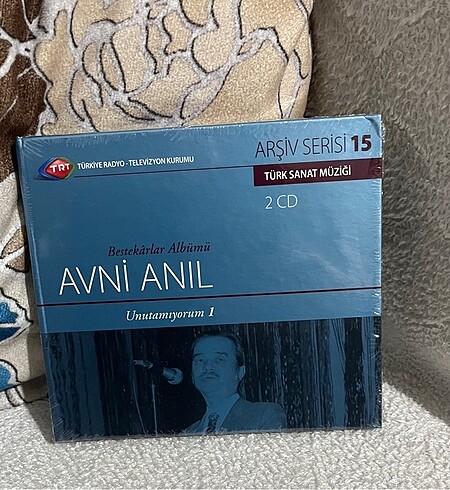 TRT
TÜRKİYE RADYO - TELEVİZYON KURUMU
ARŞİV SERİSİ 15
TÜRK SANAT MÜZİĞİ
2 CD
Bestekârlar Albümü
AVNİ ANIL
Unutamıyorum 1